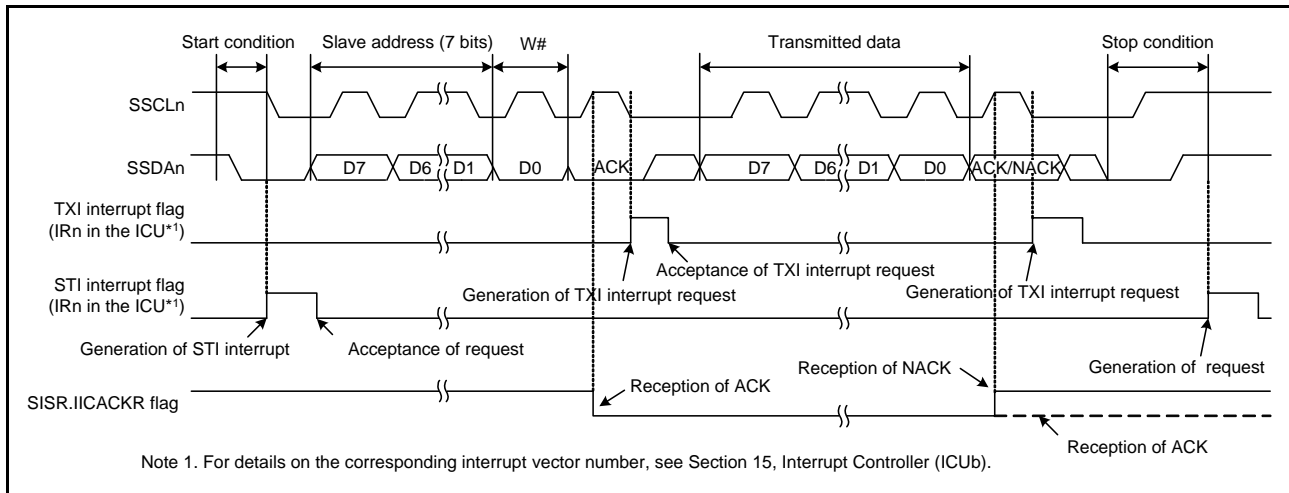 Start condition
Slave address (7 bits)
W#
Transmitted data
Stop condition
SSCLn
SSDAn
D7
D6
D1
D0
ACK
D7
D6
D1
D0
ACK/NACK
TXI interrupt flag
(IRn in the ICU*1)
Acceptance of TXI interrupt request
Generation of TXI interrupt request
Generation of TXI interrupt request
STI interrupt flag
(IRn in the ICU*1)
Generation of STI interrupt
Acceptance of request
Generation of request
SISR.IICACKR flag
Reception of ACK
Reception of NACK
Reception of ACK
Note 1. For details on the corresponding interrupt vector number, see Section 15, Interrupt Controller (ICUb).